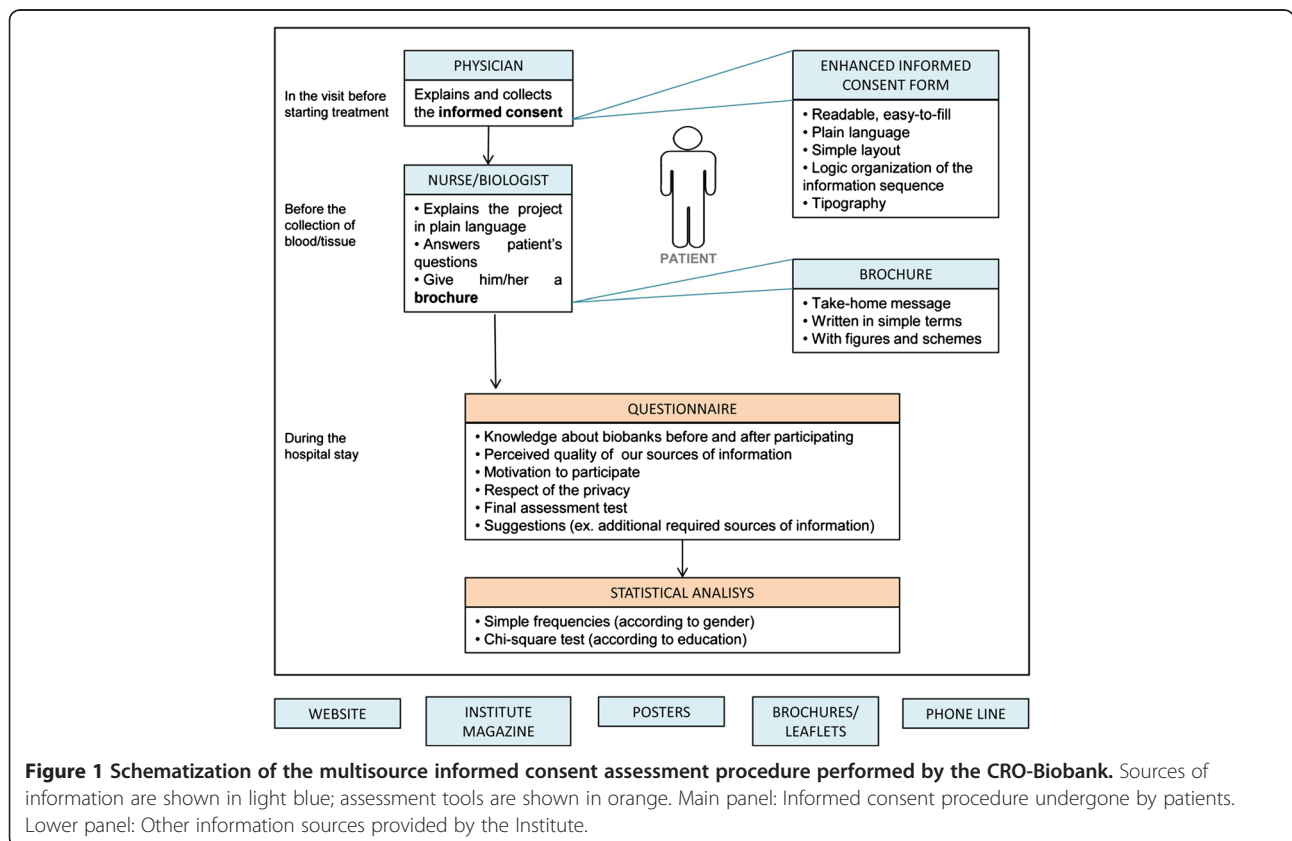 PHYSICIAN
In the visit before
starting treatment
Explains and collects
the informed consent
ENHANCED INFORMED
CONSENT FORM
• Readable, easy-to-fill
• Plain language
• Simple layout
• Logic organization of the
information sequence
• Tipography
NURSE/BIOLOGIST
Before the
collection of
blood/tissue
• Explains the project
in plain language
• Answers patient's
questions
• Give him/her a
brochure
PATIENT
BROCHURE
• Take-home message
• Written in simple terms
• With figures and schemes
QUESTIONNAIRE
During the
hospital stay
• Knowledge about biobanks before and after participating
• Perceived quality of our sources of information
• Motivation to participate
• Respect of the privacy
• Final assessment test
• Suggestions (ex. additional required sources of information)
STATISTICAL ANALISYS
• Simple frequencies (according to gender)
• Chi-square test (according to education)
WEBSITE
INSTITUTE
MAGAZINE
POSTERS
BROCHURES/
LEAFLETS
PHONE LINE
Figure 1 Schematization of the multisource informed consent assessment procedure performed by the CRO-Biobank. Sources of
information are shown in light blue; assessment tools are shown in orange. Main panel: Informed consent procedure undergone by patients.
Lower panel: Other information sources provided by the Institute.